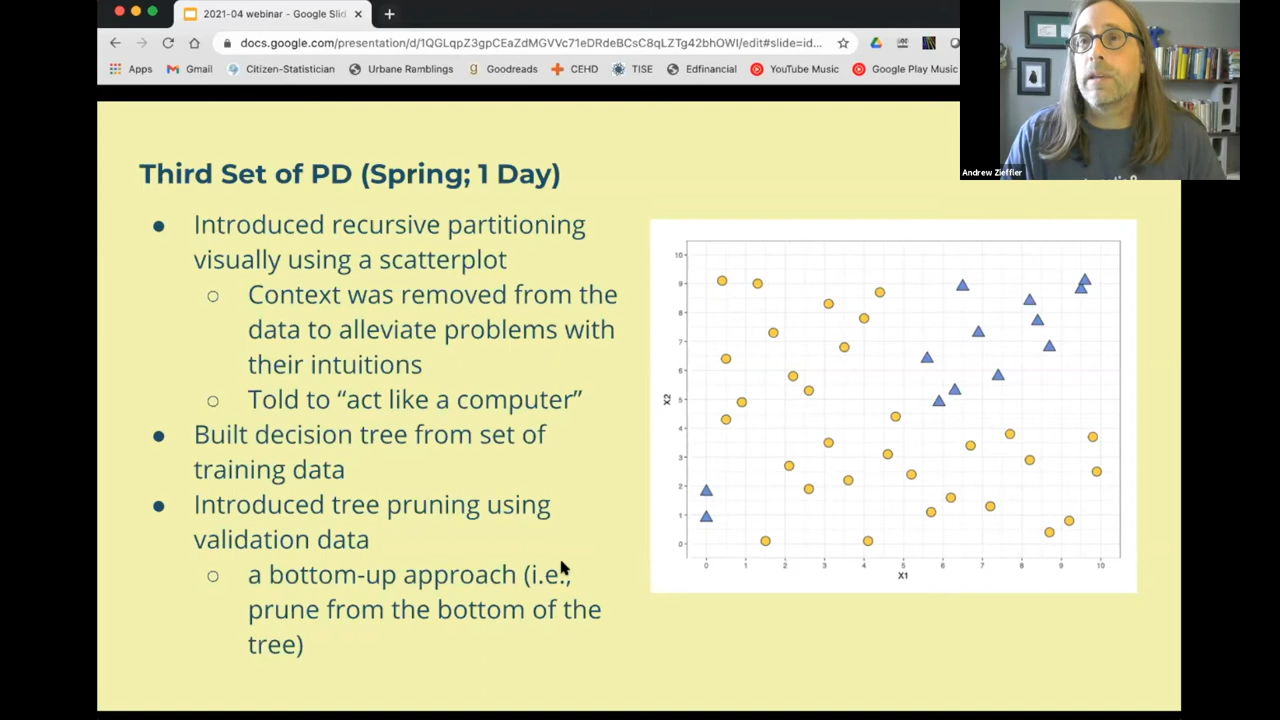 2021-04 webinar - Google Slid
docs.google.com/presentation/d/1QGLqpZ3gpCEaZdMGVVc71eDRdeBCsC8qLZTg42bhOWI/edit#slide=id...
Apps Gmail Citizen-Statistician Urbane Ramblings Goodreads CEHD TISE Edfinancial YouTube Music Google Play Music
Andrew Zieffler
Third Set of PD (Spring; 1 Day)
● Introduced recursive partitioning
visually using a scatterplot
○ Context was removed from the
data to alleviate problems with
their intuitions
○ Told to “act like a computer”
● Built decision tree from set of
training data
● Introduced tree pruning using
validation data
○ a bottom-up approach (i.e.,
prune from the bottom of the
tree)
10
9
8
7
6
5
4
3
2
1
0
X2
0 1 2 3 4 5 6 7 8 9 10
X1